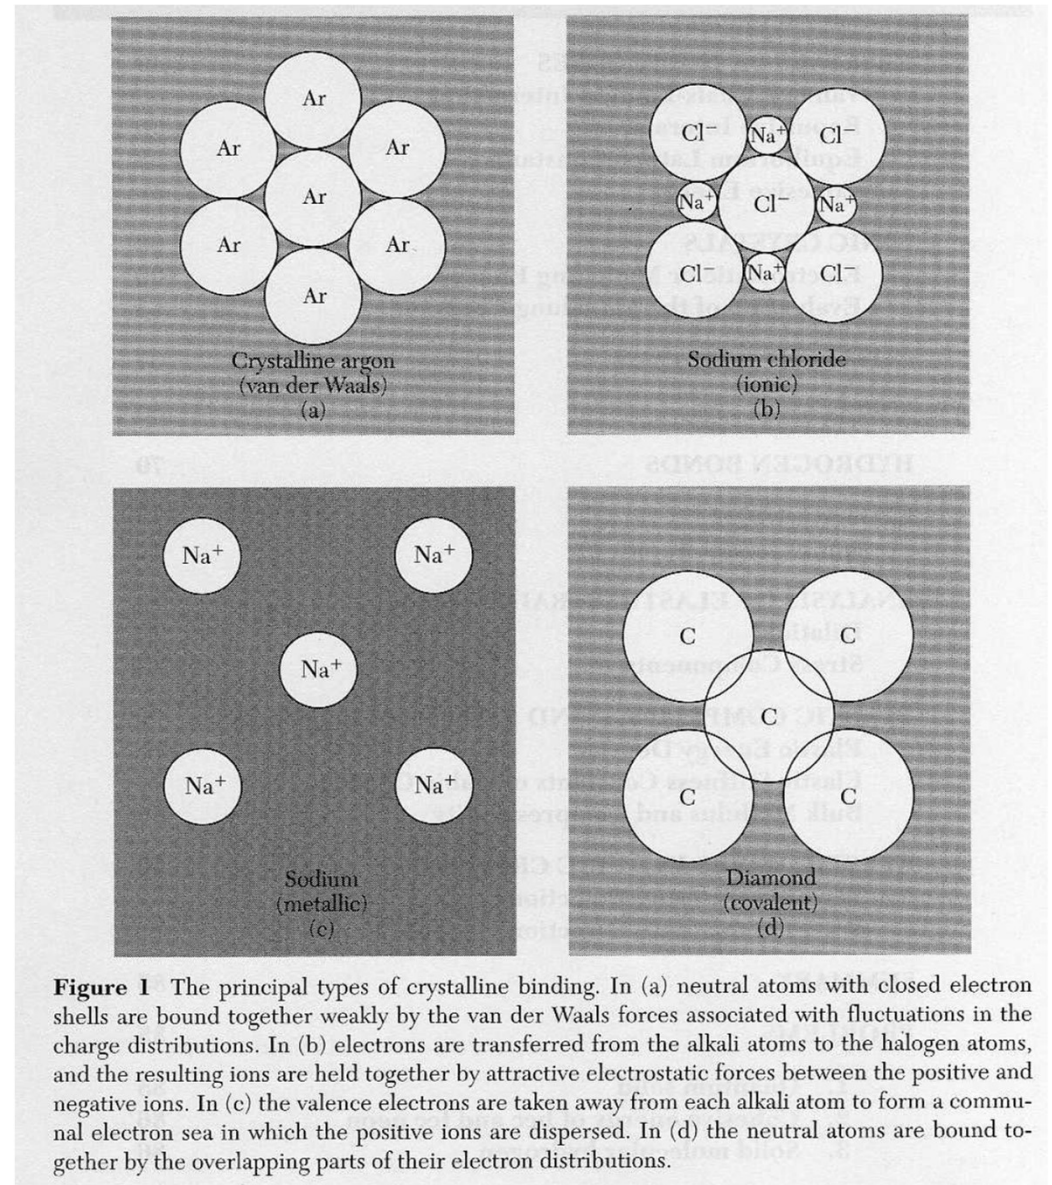 Ar
Ar
Ar
Ar
Ar
Ar
Ar
Crystalline argon
(van der Waals)
(a)
Cl⁻ Na⁺ Cl⁻
Na⁺ Cl⁻ Na⁺
Cl⁻ Na⁺ Cl⁻
Sodium chloride
(ionic)
(b)
Na⁺ Na⁺
Na⁺
Na⁺ Na⁺
Sodium
(metallic)
(c)
C C
C
C C
Diamond
(covalent)
(d)
Figure 1 The principal types of crystalline binding. In (a) neutral atoms with closed electron
shells are bound together weakly by the van der Waals forces associated with fluctuations in the
charge distributions. In (b) electrons are transferred from the alkali atoms to the halogen atoms,
and the resulting ions are held together by attractive electrostatic forces between the positive and
negative ions. In (c) the valence electrons are taken away from each alkali atom to form a commu-
nal electron sea in which the positive ions are dispersed. In (d) the neutral atoms are bound to-
gether by the overlapping parts of their electron distributions.